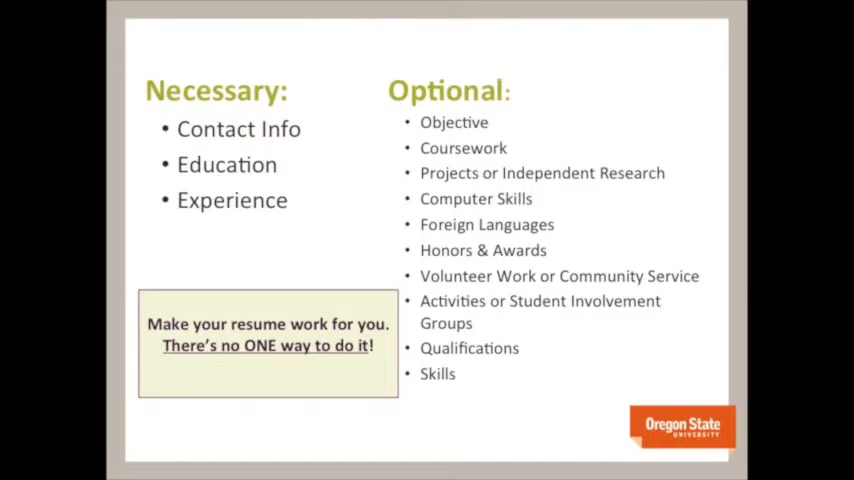 Necessary:
• Contact Info
• Education
• Experience
Make your resume work for you.
There's no ONE way to do it!
Optional:
• Objective
• Coursework
• Projects or Independent Research
• Computer Skills
• Foreign Languages
• Honors & Awards
• Volunteer Work or Community Service
• Activities or Student Involvement
Groups
• Qualifications
• Skills
Oregon State
UNIVERSITY